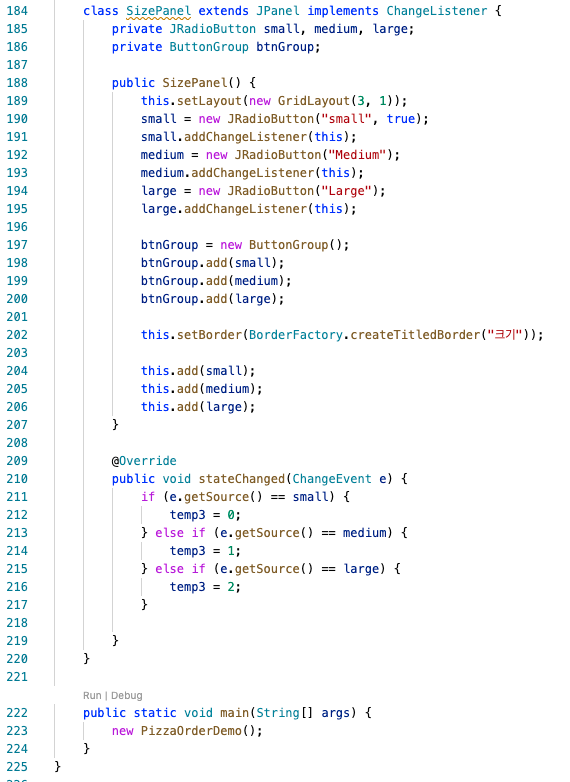 184 class SizePanel extends JPanel implements ChangeListener {
185 private JRadioButton small, medium, large;
186 private ButtonGroup btnGroup;
187
188 public SizePanel() {
189 this.setLayout(new GridLayout(3, 1));
190 small = new JRadioButton("small", true);
191 small.addChangeListener(this);
192 medium = new JRadioButton("Medium");
193 medium.addChangeListener(this);
194 large = new JRadioButton("Large");
195 large.addChangeListener(this);
196
197 btnGroup = new ButtonGroup();
198 btnGroup.add(small);
199 btnGroup.add(medium);
200 btnGroup.add(large);
201
202 this.setBorder(BorderFactory.createTitledBorder("크기"));
203
204 this.add(small);
205 this.add(medium);
206 this.add(large);
207 }
208
209 @Override
210 public void stateChanged(ChangeEvent e) {
211 if (e.getSource() == small) {
212 temp3 = 0;
213 } else if (e.getSource() == medium) {
214 temp3 = 1;
215 } else if (e.getSource() == large) {
216 temp3 = 2;
217 }
218
219 }
220 }
221
Run | Debug
222 public static void main(String[] args) {
223 new PizzaOrderDemo();
224 }
225 }